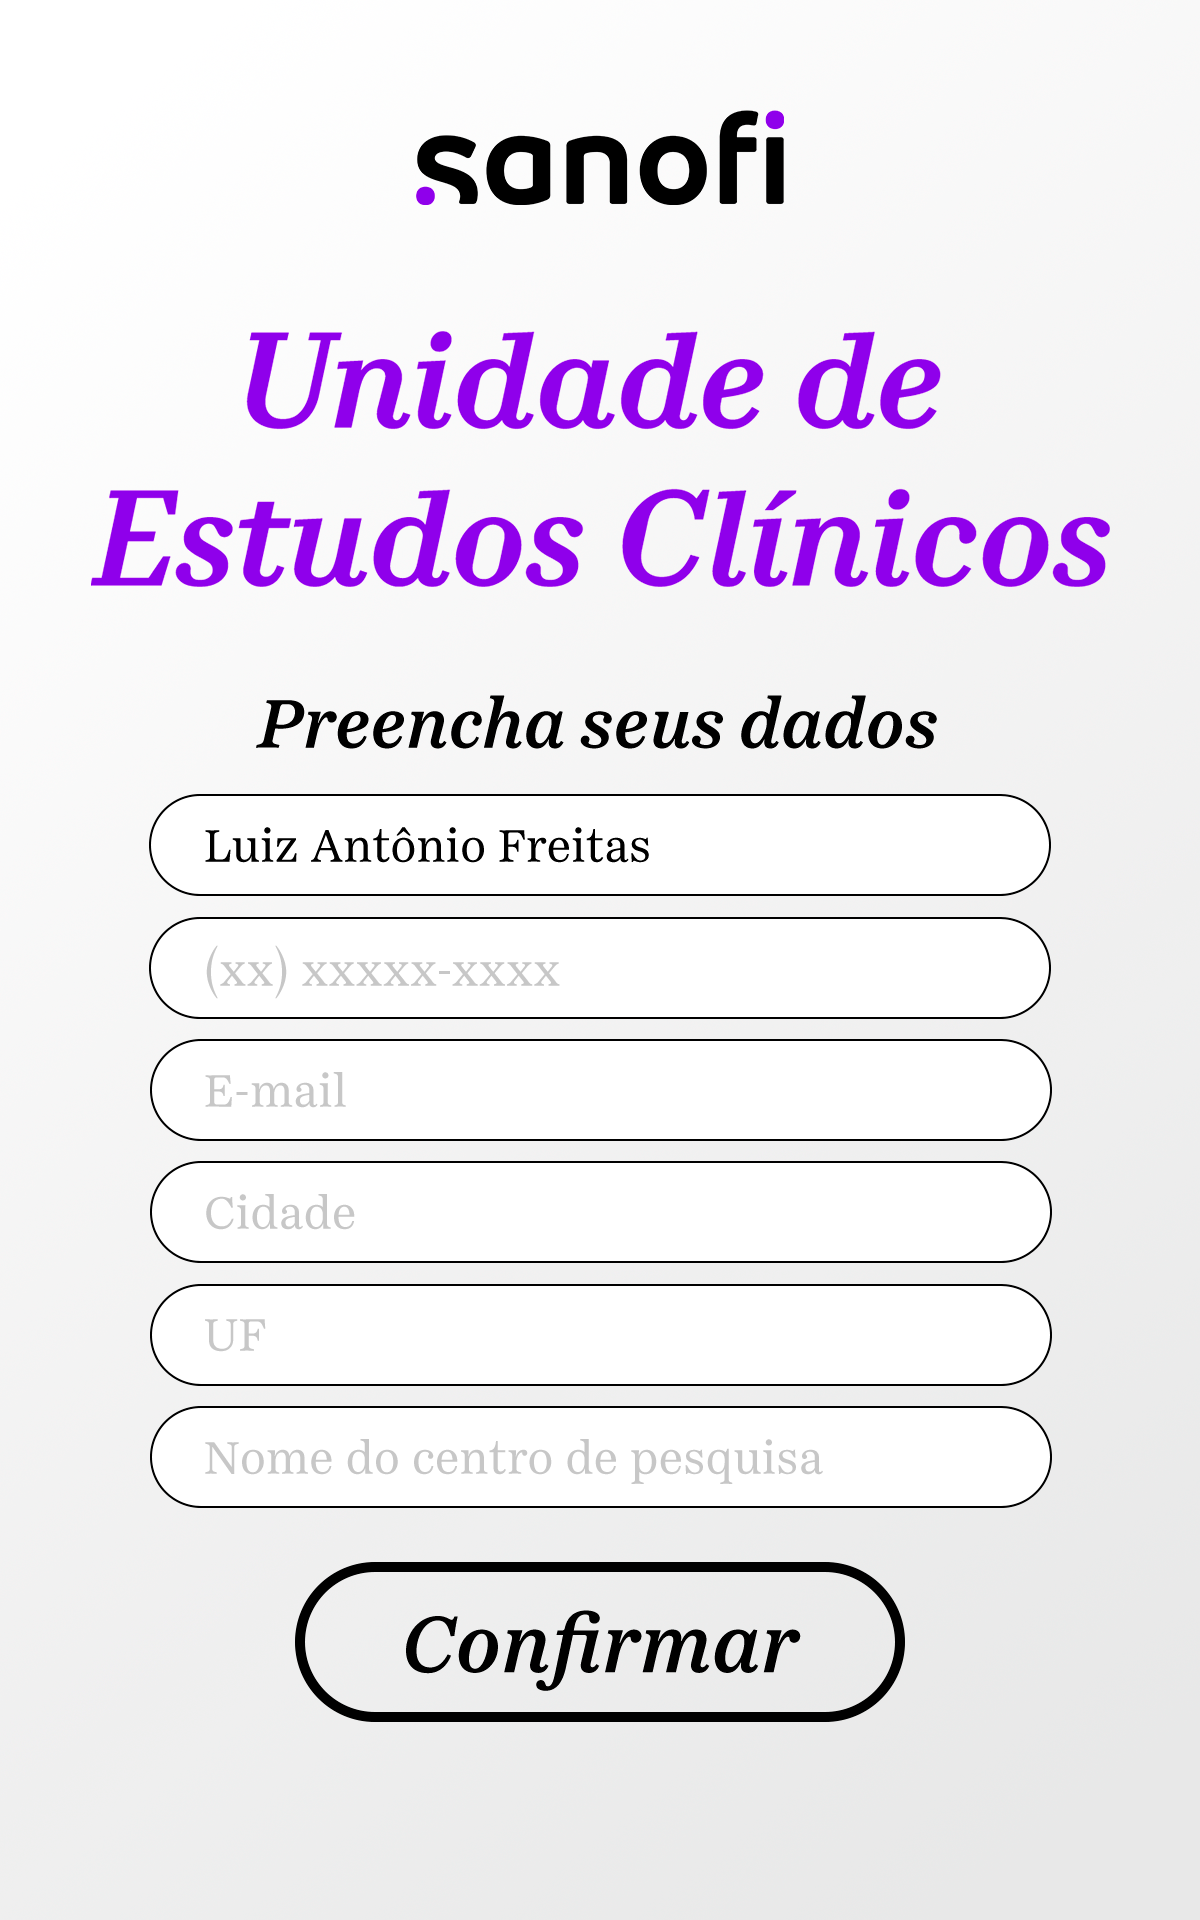 sanofi
Unidade de
Estudos Clínicos
Preencha seus dados
Luiz Antônio Freitas
(xx) xxxxx-xxxx
E-mail
Cidade
UF
Nome do centro de pesquisa
Confirmar